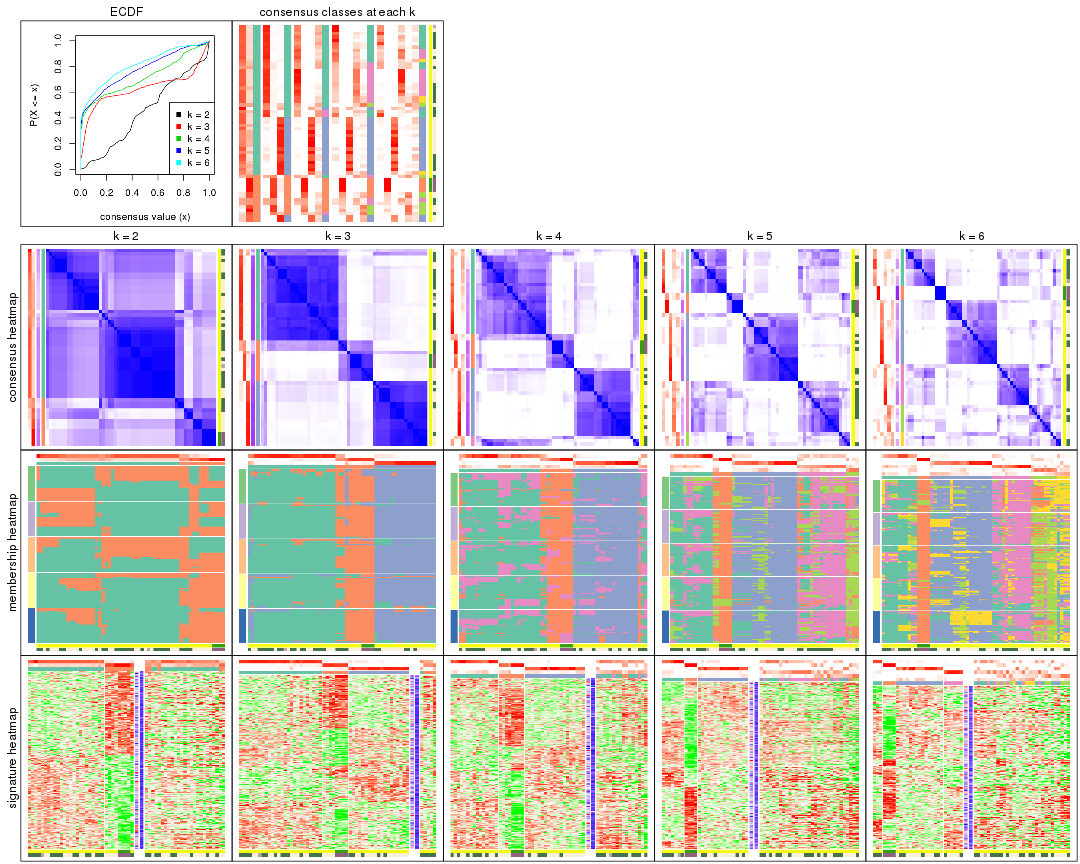 ECDF
consensus classes at each k
P(X <= x)
0.0 0.2 0.4 0.6 0.8 1.0
k = 2
k = 3
k = 4
k = 5
k = 6
0.0 0.2 0.4 0.6 0.8 1.0
consensus value (x)
k = 2 k = 3 k = 4 k = 5 k = 6
consensus heatmap
membership heatmap
signature heatmap